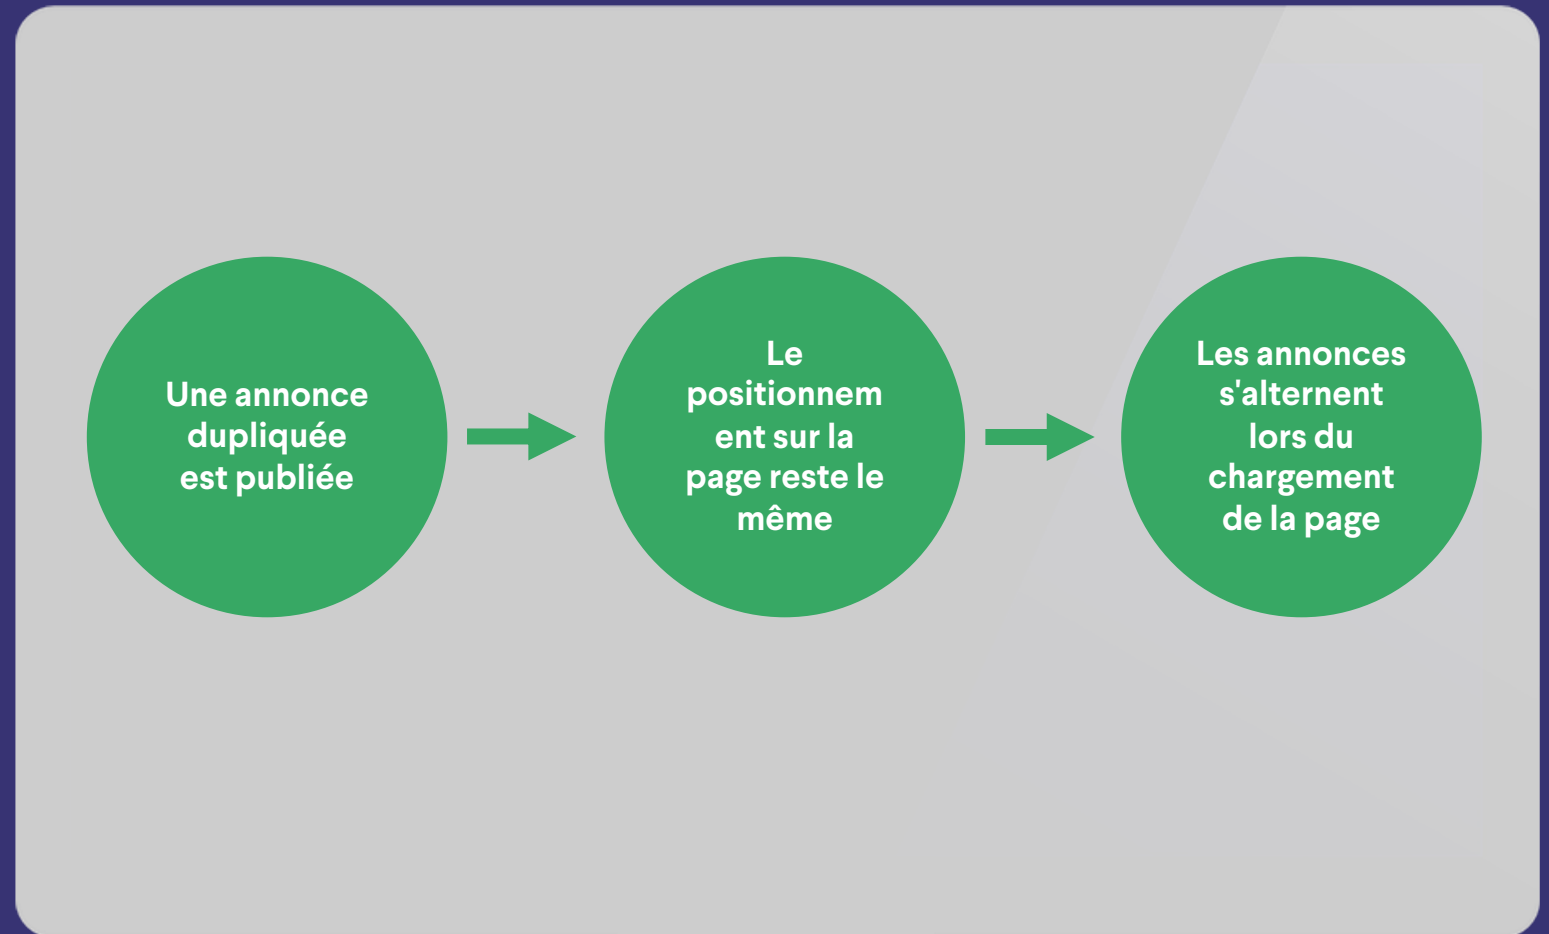 Une annonce
dupliquée
est publiée
Le
positionnem
ent sur la
page reste le
même
Les annonces
s'alternent
lors du
chargement
de la page